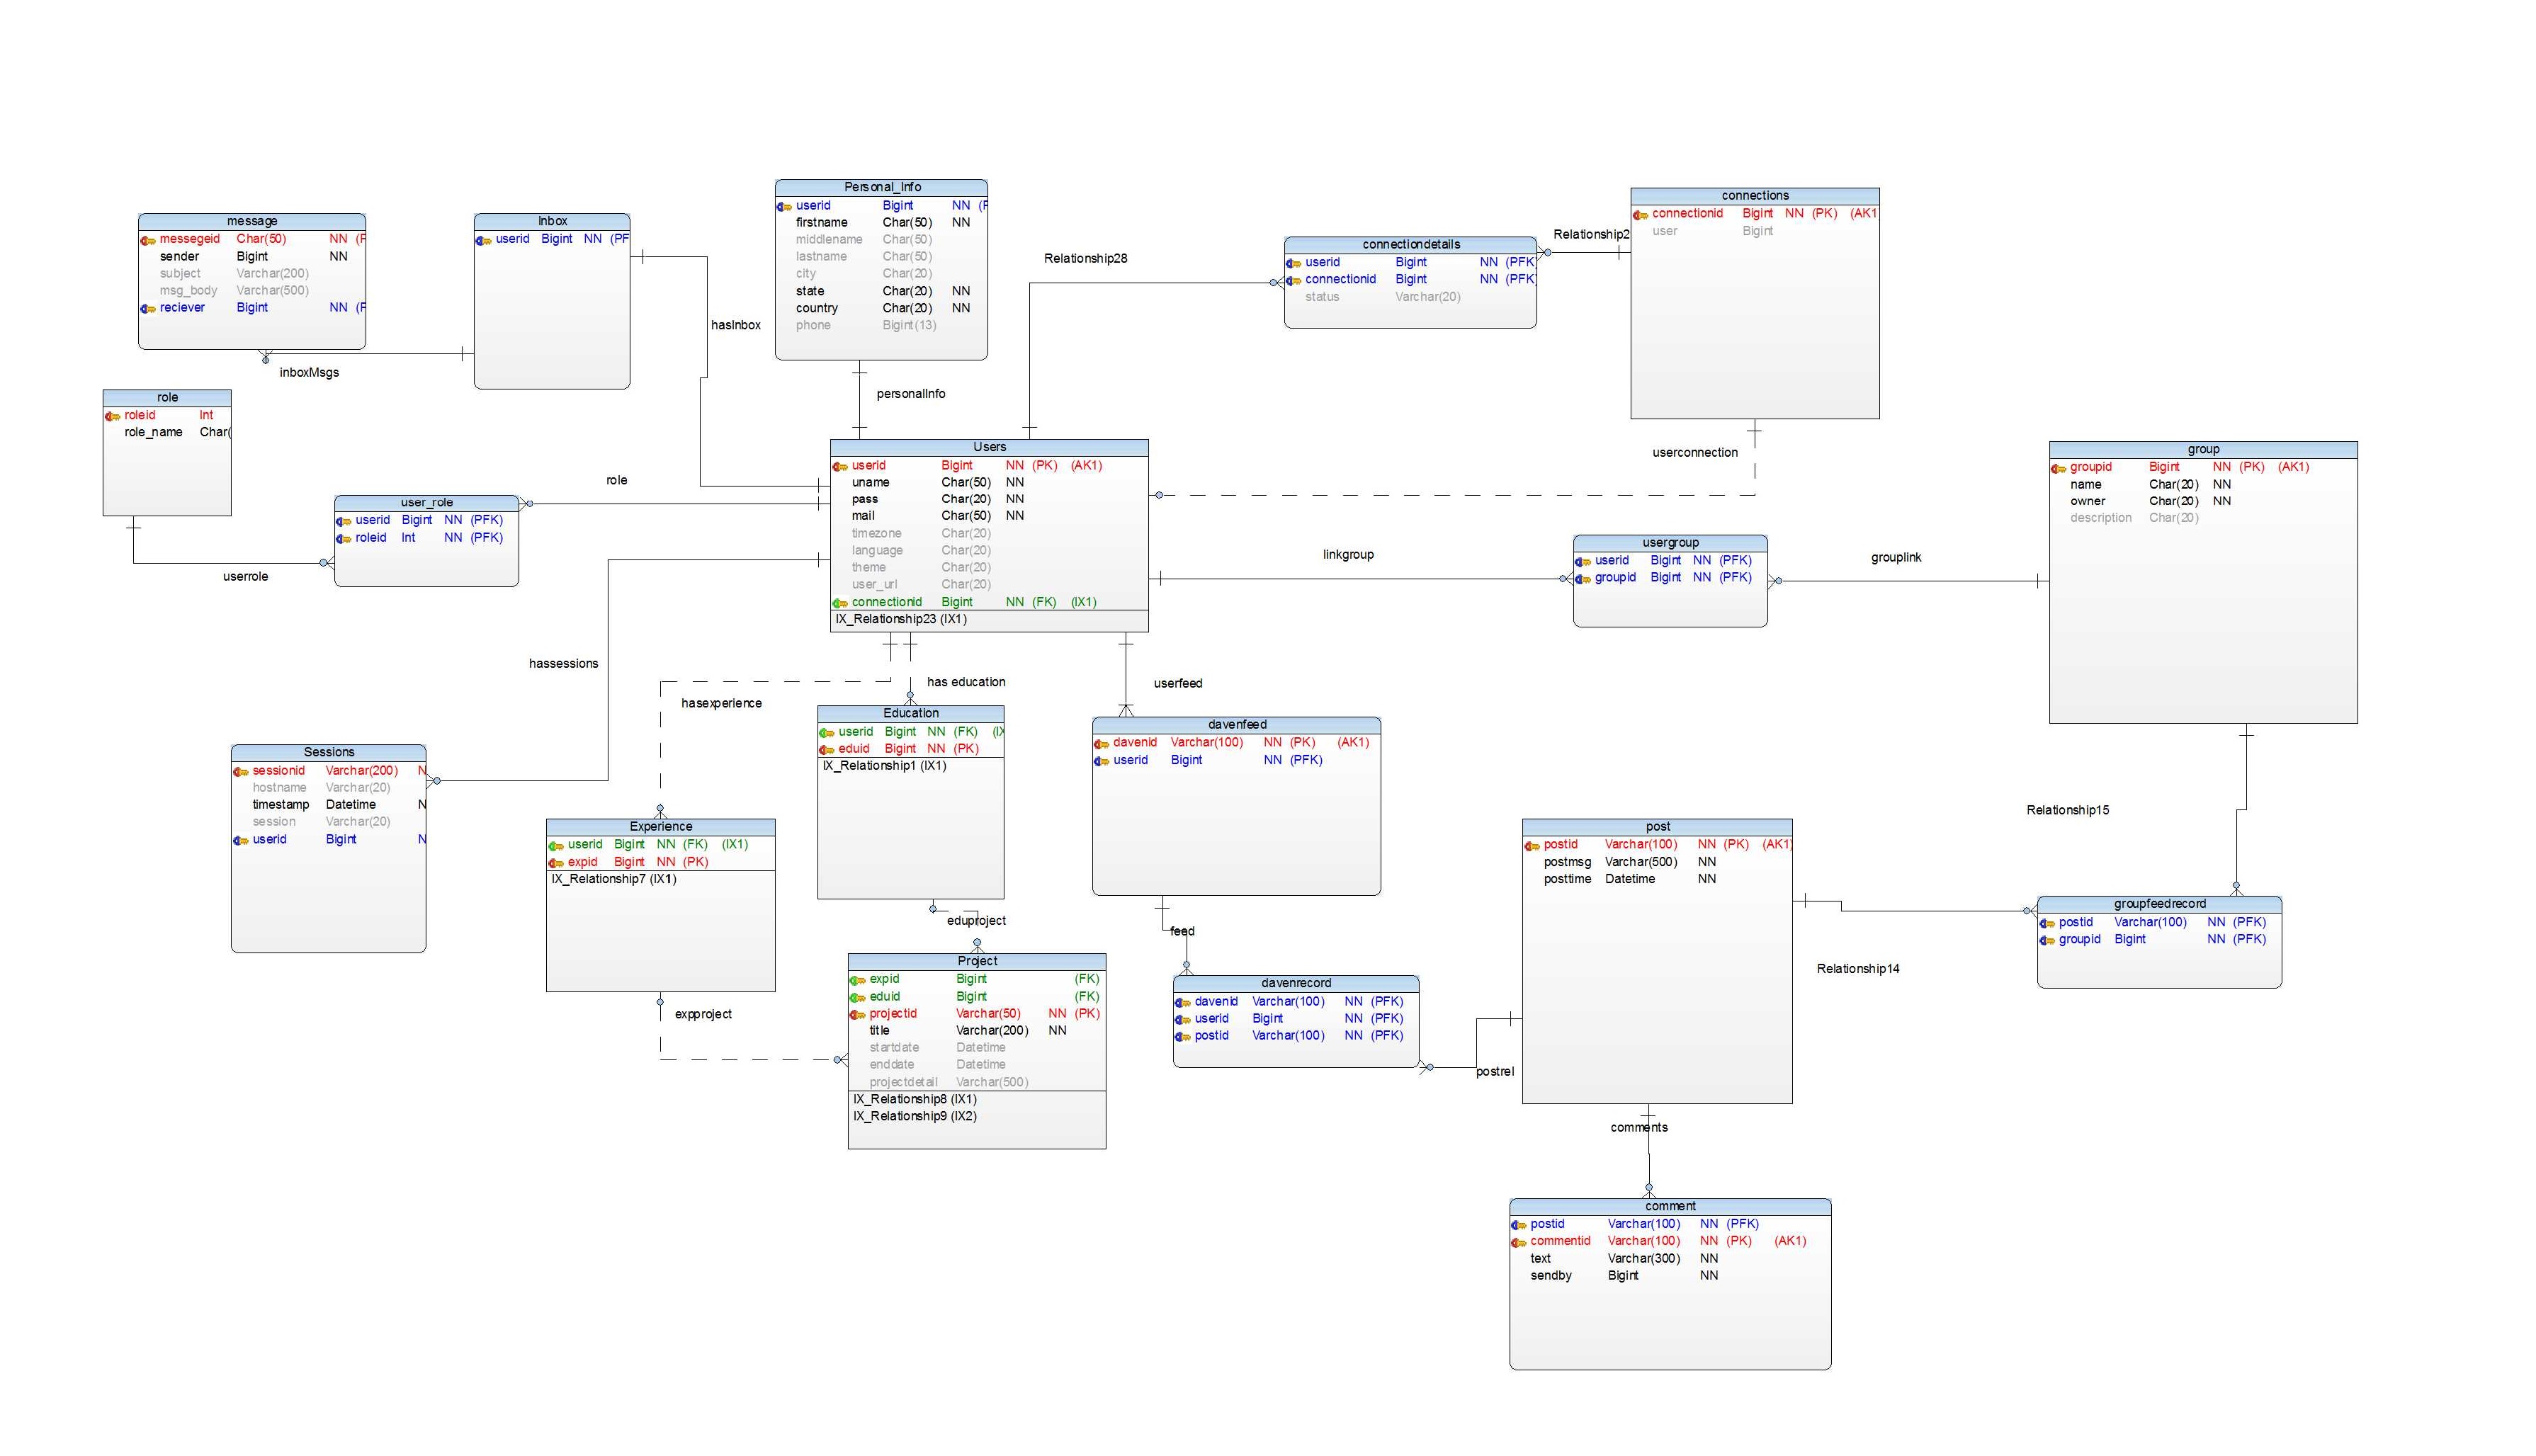 Personal_Info
userid Bigint NN (F
firstname Char(50) NN
middlename Char(50)
lastname Char(50)
city Char(20)
state Char(20) NN
country Char(20) NN
phone Bigint(13)
connections
connectionid Bigint NN (PK) (AK1
user Bigint
message
messegeid Char(50) NN (F
sender Bigint NN
subject Varchar(200)
msg_body Varchar(500)
reciever Bigint NN (F
Inbox
userid Bigint NN (PF
connectiondetails
userid Bigint NN (PFK
connectionid Bigint NN (PFK
status Varchar(20)
Relationship2
Relationship28
hasInbox
inboxMsgs
personalInfo
role
roleid Int
role_name Char(
Users
userid Bigint NN (PK) (AK1)
uname Char(50) NN
pass Char(20) NN
mail Char(50) NN
timezone Char(20)
language Char(20)
theme Char(20)
user_url Char(20)
connectionid Bigint NN (FK) (IX1)
IX_Relationship23 (IX1)
userconnection
group
groupid Bigint NN (PK) (AK1)
name Char(20) NN
owner Char(20) NN
description Char(20)
role
user_role
userid Bigint NN (PFK)
roleid Int NN (PFK)
userrole
linkgroup
usergroup
userid Bigint NN (PFK)
groupid Bigint NN (PFK)
grouplink
hassessions
hasexperience
has education
userfeed
Education
userid Bigint NN (FK) (IX
eduid Bigint NN (PK)
IX_Relationship1 (IX1)
davenfeed
davenid Varchar(100) NN (PK) (AK1)
userid Bigint NN (PFK)
Sessions
sessionid Varchar(200) N
hostname Varchar(20)
timestamp Datetime N
session Varchar(20)
userid Bigint N
Experience
userid Bigint NN (FK) (IX1)
expid Bigint NN (PK)
IX_Relationship7 (IX1)
post
postid Varchar(100) NN (PK) (AK1)
postmsg Varchar(500) NN
posttime Datetime NN
Relationship15
eduproject
feed
groupfeedrecord
postid Varchar(100) NN (PFK)
groupid Bigint NN (PFK)
Relationship14
Project
expid Bigint (FK)
eduid Bigint (FK)
projectid Varchar(50) NN (PK)
title Varchar(200) NN
startdate Datetime
enddate Datetime
projectdetail Varchar(500)
IX_Relationship8 (IX1)
IX_Relationship9 (IX2)
expproject
davenrecord
davenid Varchar(100) NN (PFK)
userid Bigint NN (PFK)
postid Varchar(100) NN (PFK)
postrel
comments
comment
postid Varchar(100) NN (PFK)
commentid Varchar(100) NN (PK) (AK1)
text Varchar(300) NN
sendby Bigint NN